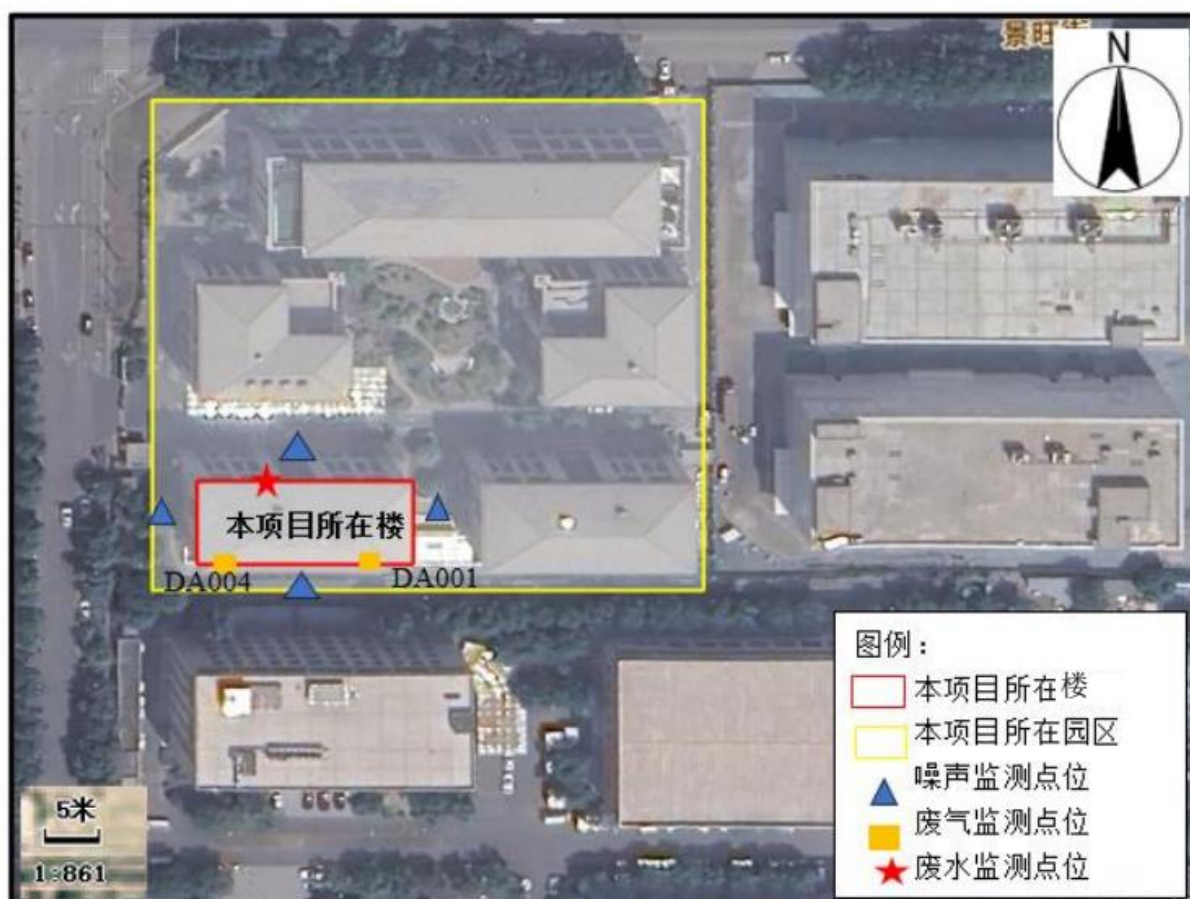 景旺街
N
本项目所在楼
DA004
DA001
图例：
本项目所在楼
本项目所在园区
噪声监测点位
废气监测点位
废水监测点位
5米
1:861